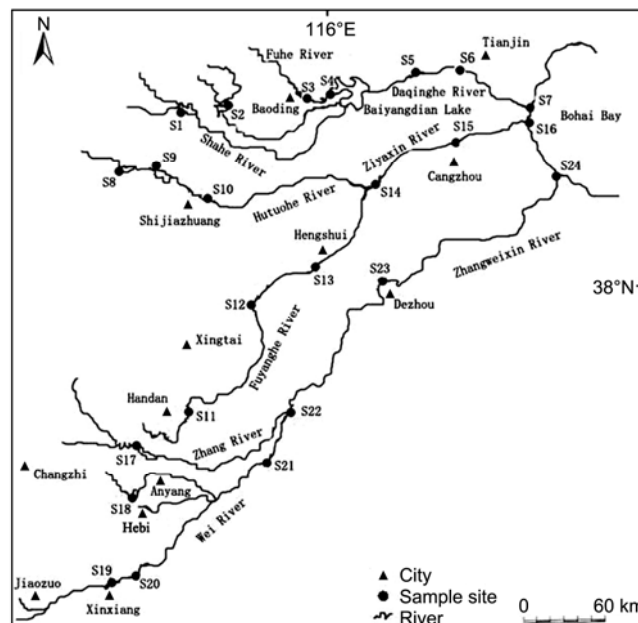 116°E
N
Tianjin
Fuhe River
S5
S6
S3
S4
Daqinghe River
Baoding
S7
S1
S2
Baiyangdian Lake
S16
Bohai Bay
Shahe River
Ziyaxin River
S15
S9
S8
S24
S10
Cangzhou
S14
Hutuohe River
Shijiazhuang
Hengshui
Zhangweixin River
S13
S23
38°N
Dezhou
S12
Fuyanghe River
Xingtai
Handan
S11
S22
Zhang River
S17
S21
Changzhi
Anyang
S18
Hebi
Wei River
S19
S20
Jiaozuo
Xinxiang
City
Sample site
River
0
60 km